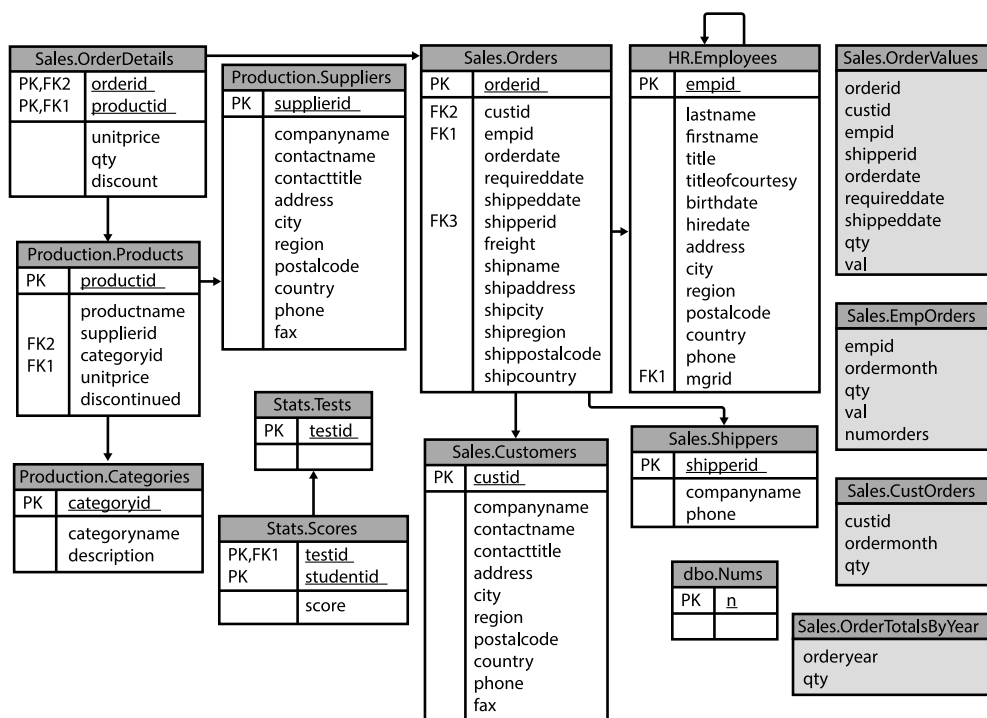 Sales.OrderDetails
PK,FK2 orderid
PK,FK1 productid
unitprice
qty
discount
Production.Suppliers
PK supplierid
companyname
contactname
contacttitle
address
city
region
postalcode
country
phone
fax
Sales.Orders
PK orderid
FK2 custid
FK1 empid
orderdate
requireddate
shippeddate
FK3 shipperid
freight
shipname
shipaddress
shipcity
shipregion
shippostalcode
shipcountry
HR.Employees
PK empid
lastname
firstname
title
titleofcourtesy
birthdate
hiredate
address
city
region
postalcode
country
phone
FK1 mgrid
Sales.OrderValues
orderid
custid
empid
shipperid
orderdate
requireddate
shippeddate
qty
val
Production.Products
PK productid
productname
FK2 supplierid
FK1 categoryid
unitprice
discontinued
Sales.EmpOrders
empid
ordermonth
qty
val
numorders
Stats.Tests
PK testid
Sales.Customers
PK custid
companyname
contactname
contacttitle
address
city
region
postalcode
country
phone
fax
Sales.Shippers
PK shipperid
companyname
phone
Production.Categories
PK categoryid
categoryname
description
Stats.Scores
PK,FK1 testid
PK studentid
score
Sales.CustOrders
custid
ordermonth
qty
dbo.Nums
PK n
Sales.OrderTotalsByYear
orderyear
qty